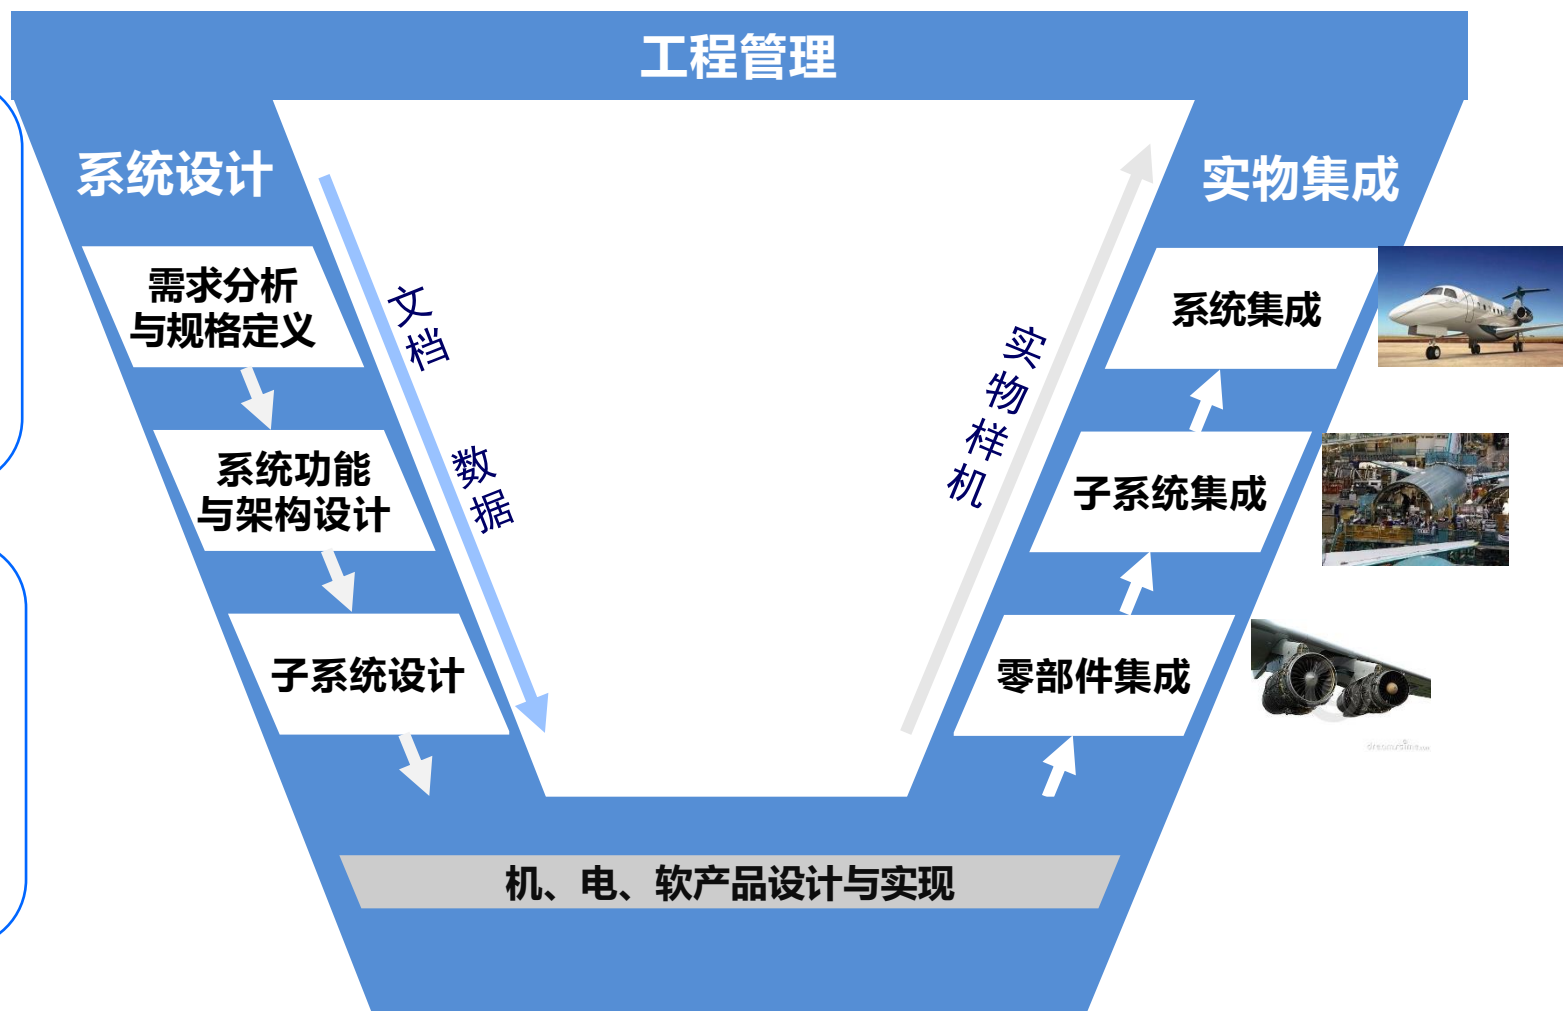 工程管理
系统设计
实物集成
需求分析
与规格定义
系统功能
与架构设计
子系统设计
文档
数据
实物样机
系统集成
子系统集成
零部件集成
机、电、软产品设计与实现
dreamstime.com